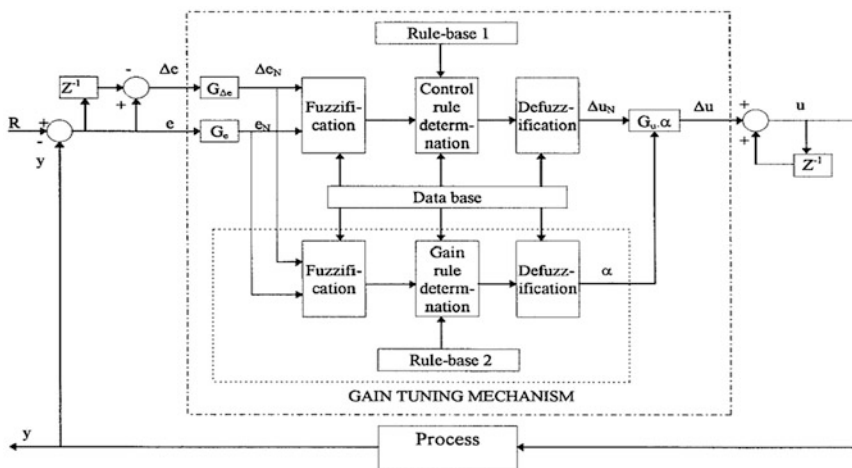 Rule-base 1
-
Δe
Z⁻¹
+
G_Δe
Δe_N
Fuzzifi-
cation
Control
rule
determ-
nation
Defuzz-
ification
Δu_N
G_u.α
Δu
+
u
R
+
-
e
G_e
e_N
+
Z⁻¹
y
Data base
Fuzzifi-
cation
Gain
rule
determ-
nation
Defuzz-
ification
α
Rule-base 2
GAIN TUNING MECHANISM
y
Process